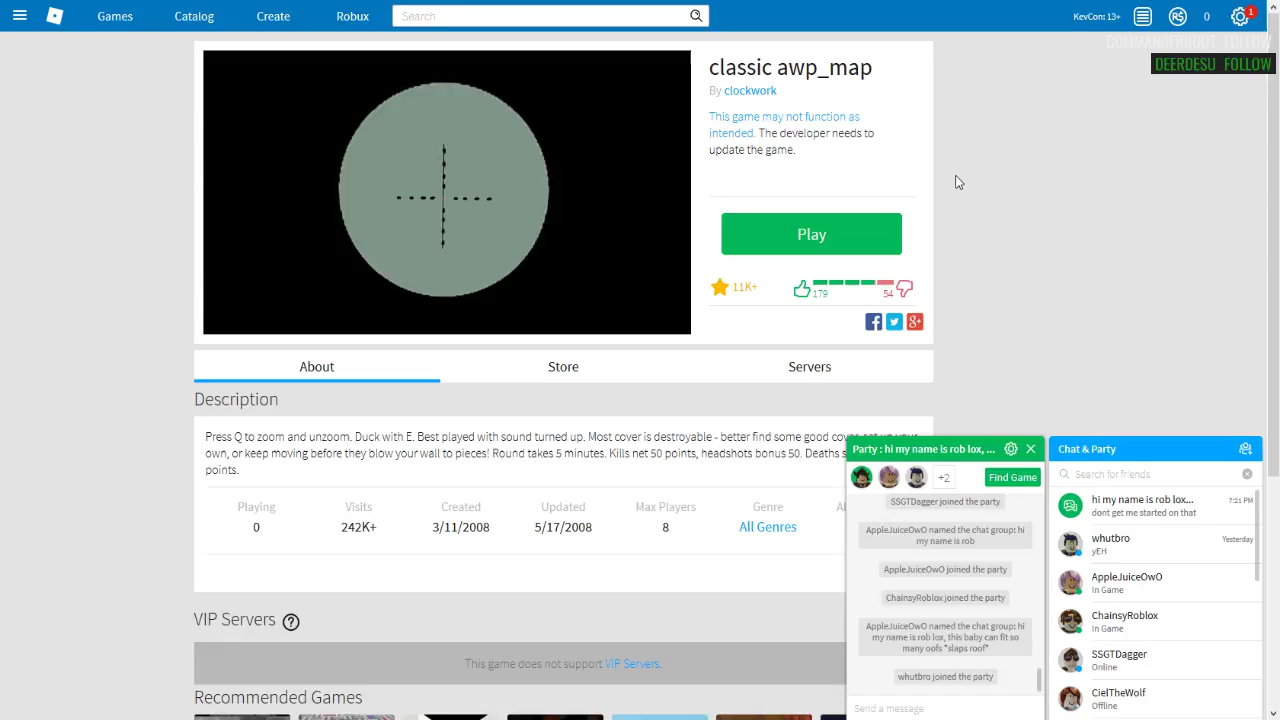 Games Catalog Create Robux Search KevCon: 13+ R$ 0 1
COMMANDERROOT FOLLOW
DEERDESU FOLLOW
classic awp_map
By clockwork
This game may not function as
intended. The developer needs to
update the game.
Play
11K+ 179 54
f g+
About Store Servers
Description
Press Q to zoom and unzoom. Duck with E. Best played with sound turned up. Most cover is destroyable - better find some good cover, set up your
own, or keep moving before they blow your wall to pieces! Round takes 5 minutes. Kills net 50 points, headshots bonus 50. Deaths
points.
Playing Visits Created Updated Max Players Genre
0 242K+ 3/11/2008 5/17/2008 8 All Genres
VIP Servers ?
This game does not support VIP Servers.
Recommended Games
Party : hi my name is rob lox, ...
+2 Find Game
SSGTDagger joined the party
AppleJuiceOwO named the chat group: hi
my name is rob
AppleJuiceOwO joined the party
ChainsyRoblox joined the party
AppleJuiceOwO named the chat group: hi
my name is rob lox, this baby can fit so
many oofs *slaps roof*
whutbro joined the party
Send a message
Chat & Party
Search for friends
hi my name is rob lox... 7:21 PM
dont get me started on that
whutbro Yesterday
yEH
AppleJuiceOwO
In Game
ChainsyRoblox
In Game
SSGTDagger
Online
CielTheWolf
Offline